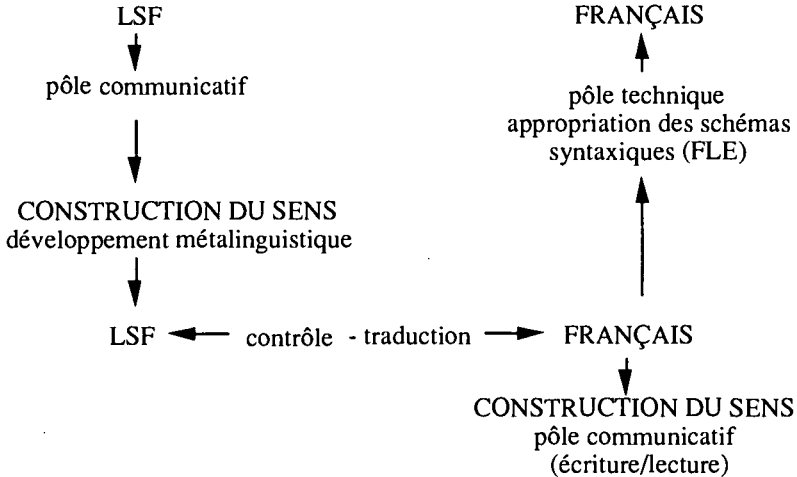 LSF
pôle communicatif
CONSTRUCTION DU SENS
développement métalinguistique
LSF
contrôle - traduction
FRANÇAIS
pôle technique
appropriation des schémas
syntaxiques (FLE)
FRANÇAIS
CONSTRUCTION DU SENS
pôle communicatif
(écriture/lecture)